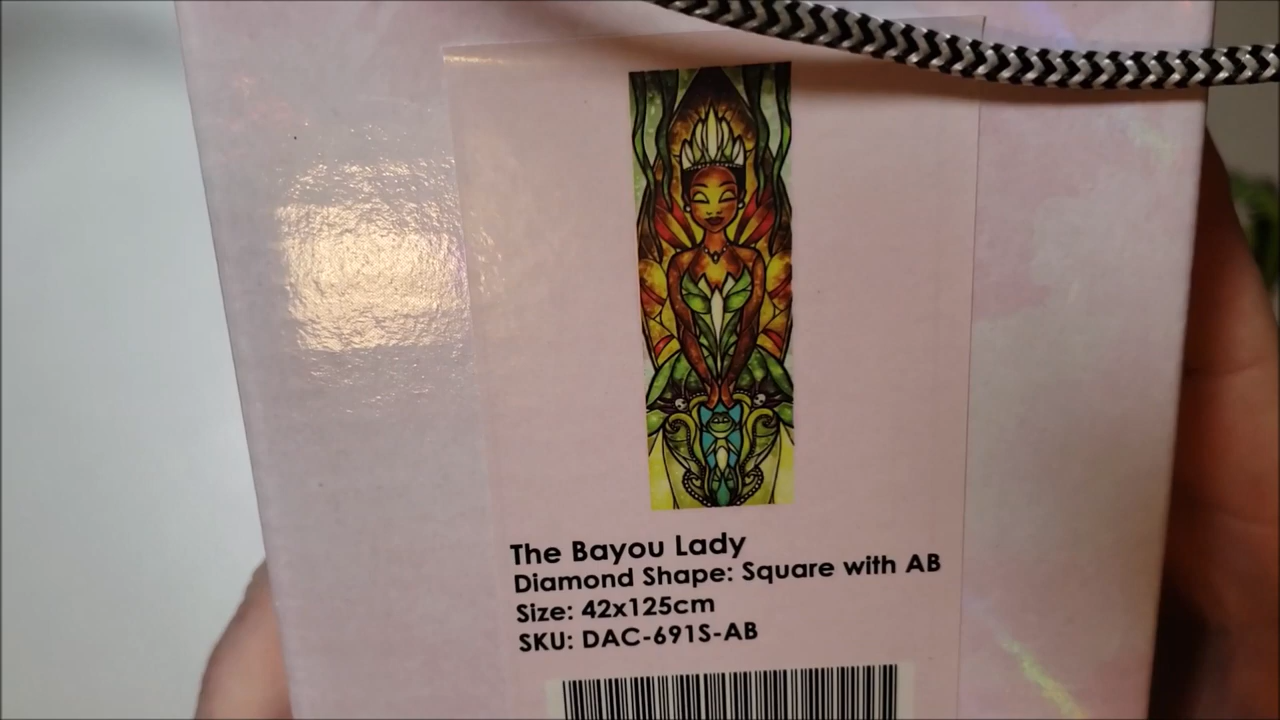 The Bayou Lady
Diamond Shape: Square with AB
Size: 42x125cm
SKU: DAC-691S-AB